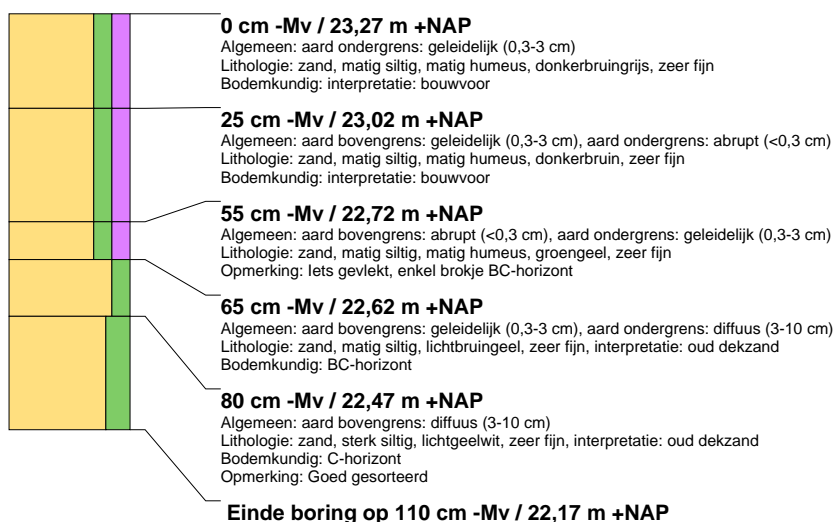 0 cm -Mv / 23,27 m +NAP
Algemeen: aard ondergrens: geleidelijk (0,3-3 cm)
Lithologie: zand, matig siltig, matig humeus, donkerbruingrijs, zeer fijn
Bodemkundig: interpretatie: bouwvoor
25 cm -Mv / 23,02 m +NAP
Algemeen: aard bovengrens: geleidelijk (0,3-3 cm), aard ondergrens: abrupt (<0,3 cm)
Lithologie: zand, matig siltig, matig humeus, donkerbruin, zeer fijn
Bodemkundig: interpretatie: bouwvoor
55 cm -Mv / 22,72 m +NAP
Algemeen: aard bovengrens: abrupt (<0,3 cm), aard ondergrens: geleidelijk (0,3-3 cm)
Lithologie: zand, matig siltig, matig humeus, groengeel, zeer fijn
Opmerking: Iets gevlekt, enkel brokje BC-horizont
65 cm -Mv / 22,62 m +NAP
Algemeen: aard bovengrens: geleidelijk (0,3-3 cm), aard ondergrens: diffuus (3-10 cm)
Lithologie: zand, matig siltig, lichtbruingeel, zeer fijn, interpretatie: oud dekzand
Bodemkundig: BC-horizont
80 cm -Mv / 22,47 m +NAP
Algemeen: aard bovengrens: diffuus (3-10 cm)
Lithologie: zand, sterk siltig, lichtgeelwit, zeer fijn, interpretatie: oud dekzand
Bodemkundig: C-horizont
Opmerking: Goed gesorteerd
Einde boring op 110 cm -Mv / 22,17 m +NAP